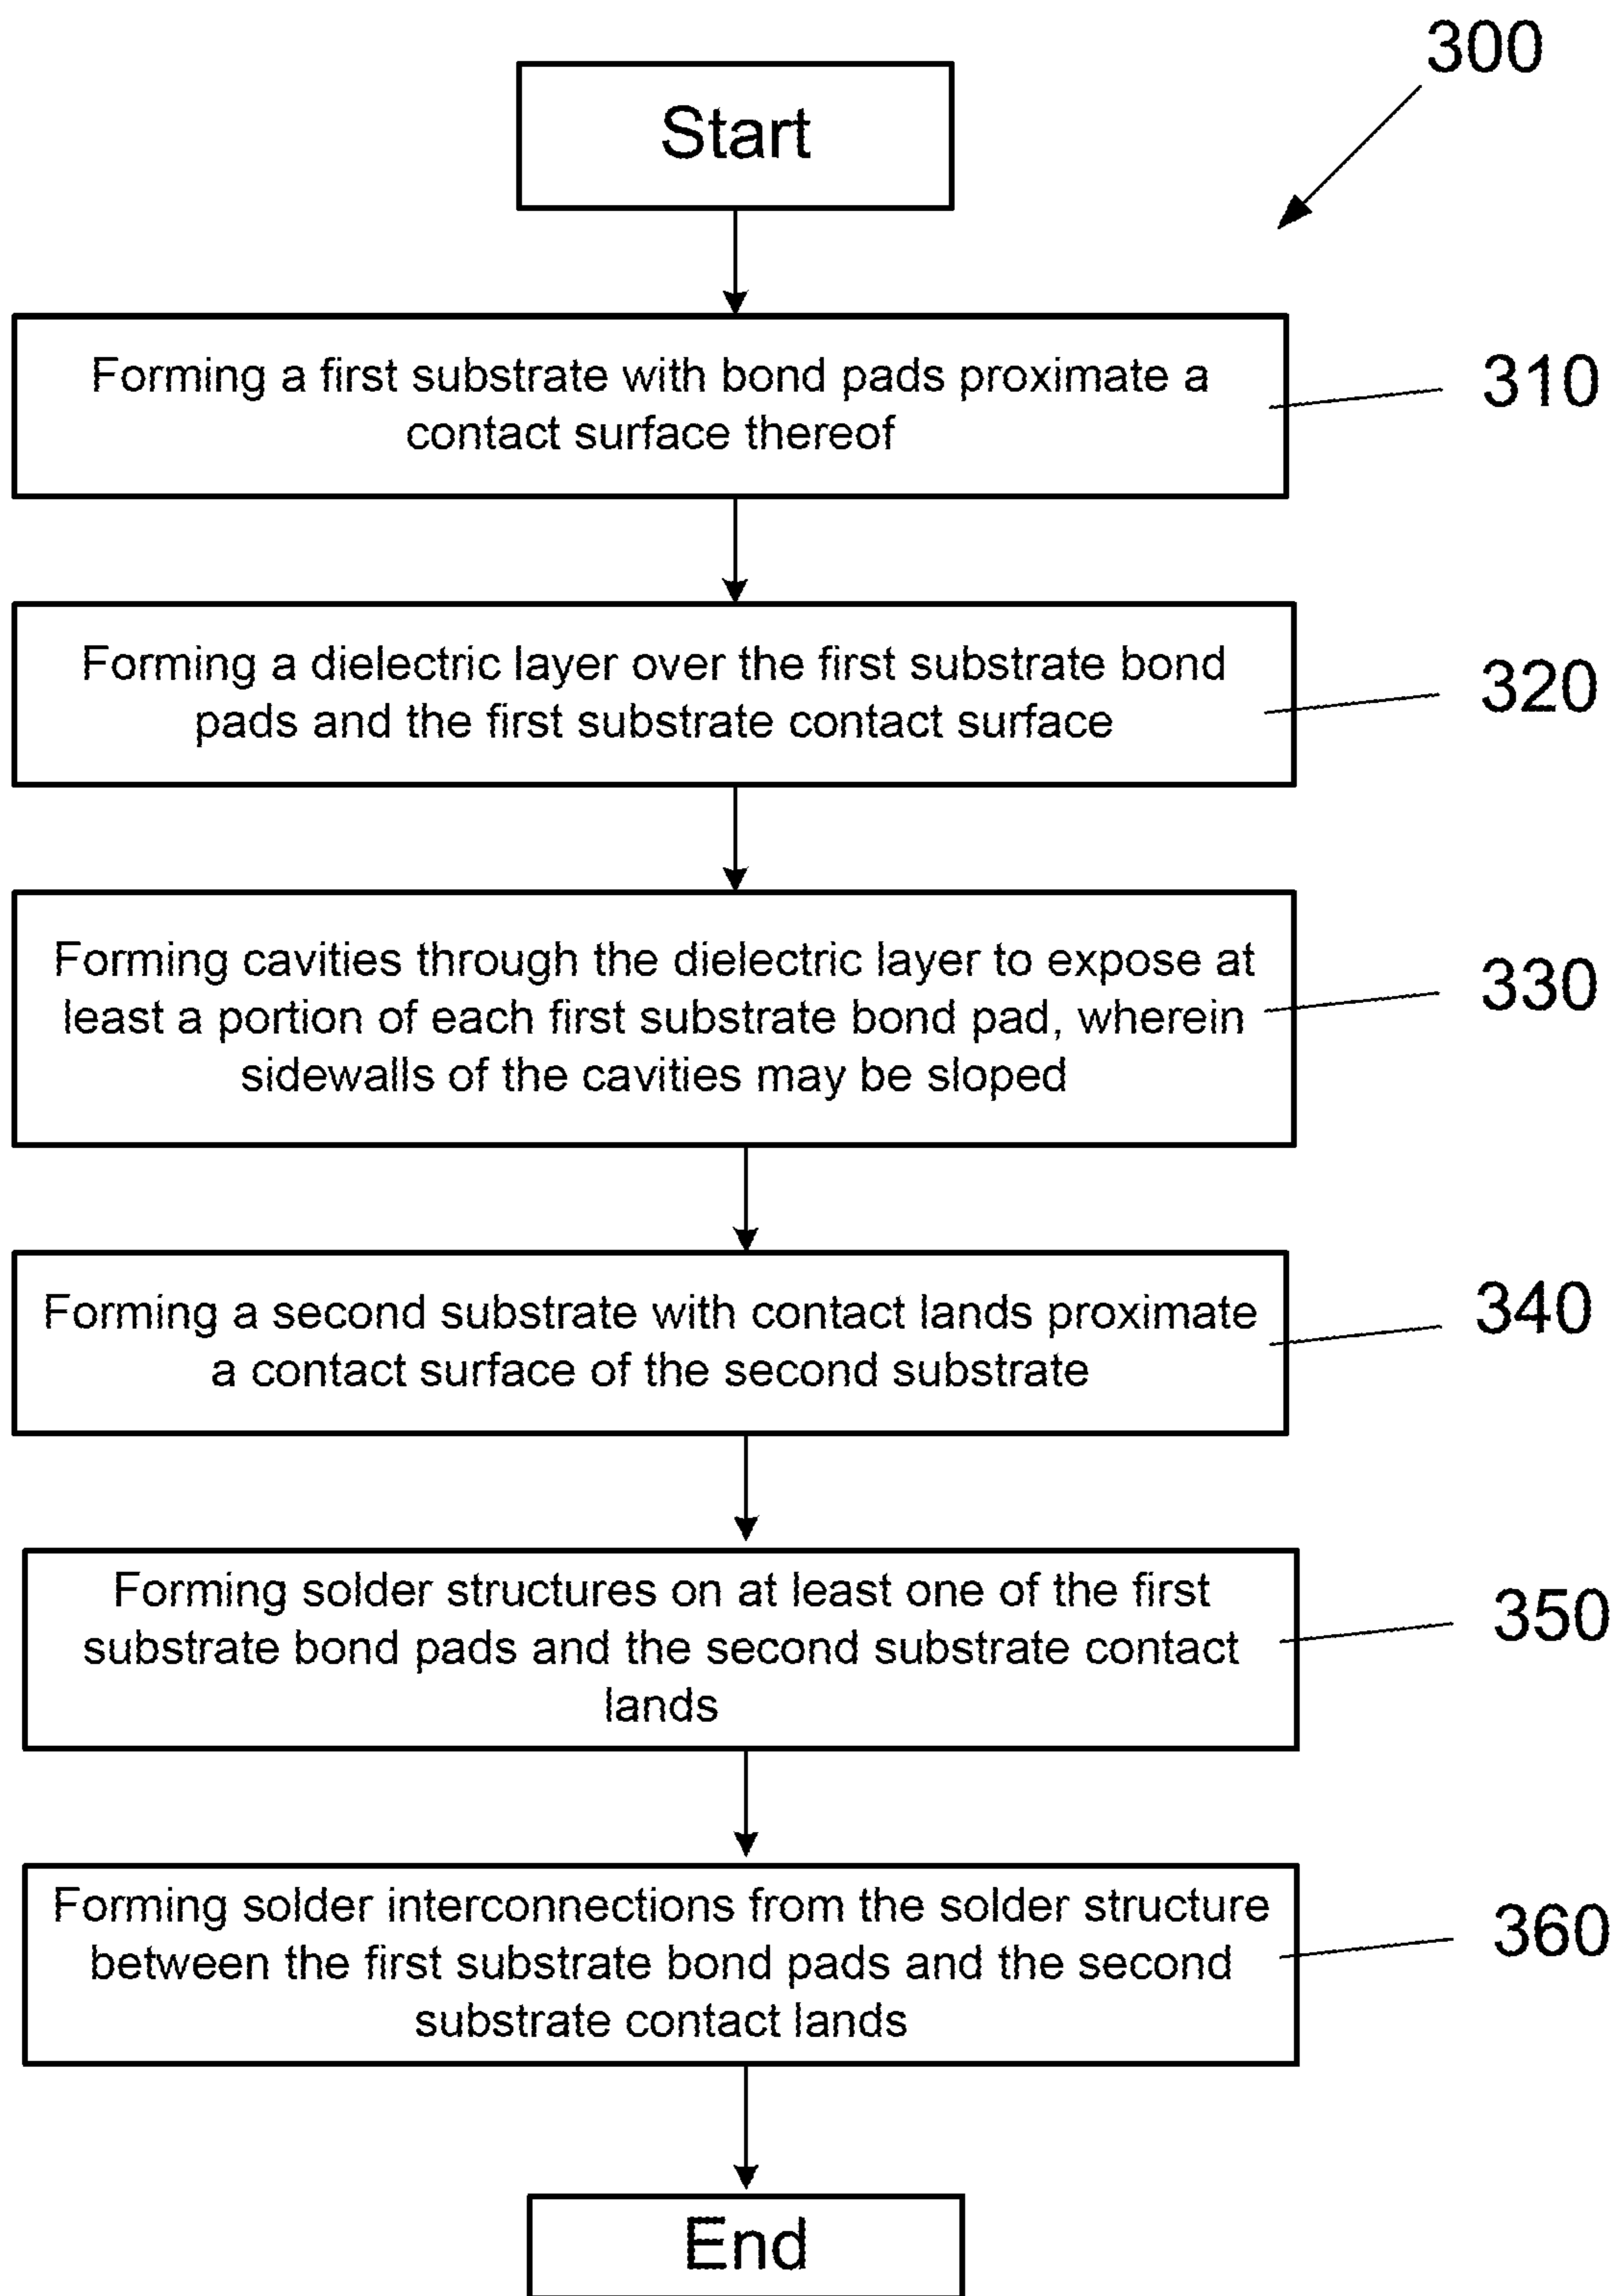 300
Start
Forming a first substrate with bond pads proximate a
contact surface thereof
310
Forming a dielectric layer over the first substrate bond
pads and the first substrate contact surface
320
Forming cavities through the dielectric layer to expose at
least a portion of each first substrate bond pad, wherein
sidewalls of the cavities may be sloped
330
Forming a second substrate with contact lands proximate
a contact surface of the second substrate
340
Forming solder structures on at least one of the first
substrate bond pads and the second substrate contact
lands
350
Forming solder interconnections from the solder structure
between the first substrate bond pads and the second
substrate contact lands
360
End